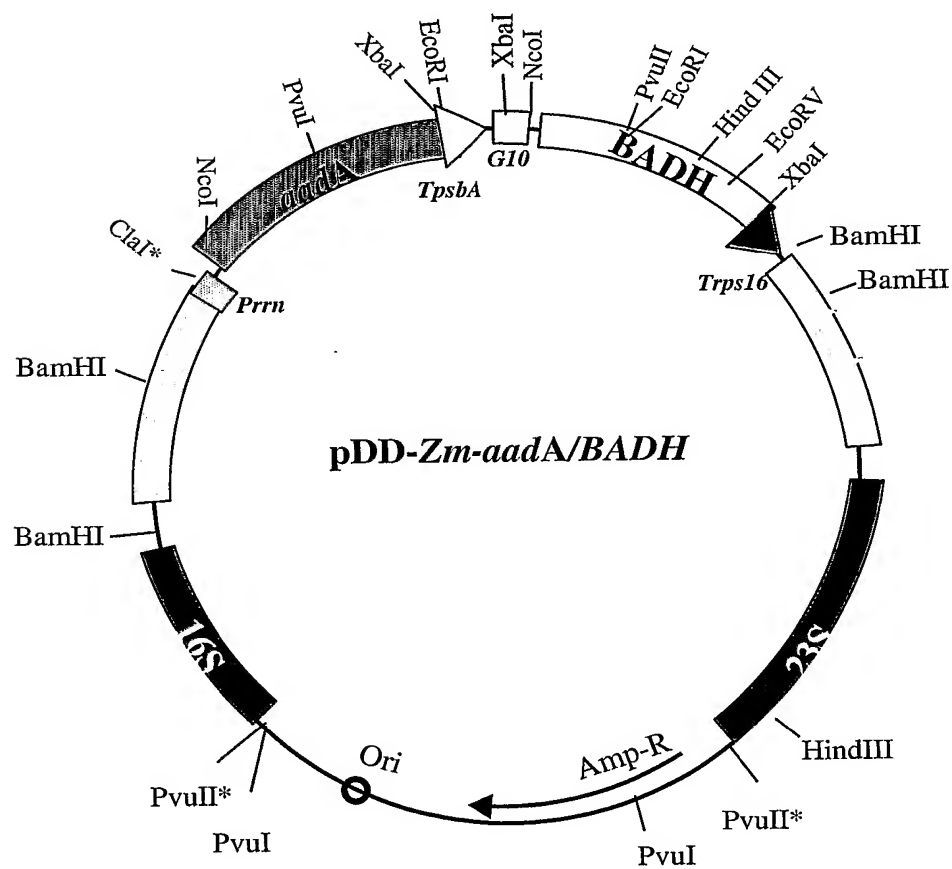 XbaI
EcoRI
XbaI
NcoI
PvuII
EcoRI
Hind III
EcoRV
XbaI
PvuI
NcoI
ClaI*
aadA
TpsbA
G10
BADH
Trps16
BamHI
BamHI
Prrn
BamHI
pDD-Zm-aadA/BADH
BamHI
16S
23S
HindIII
PvuII*
PvuI
Ori
Amp-R
PvuII*
PvuI